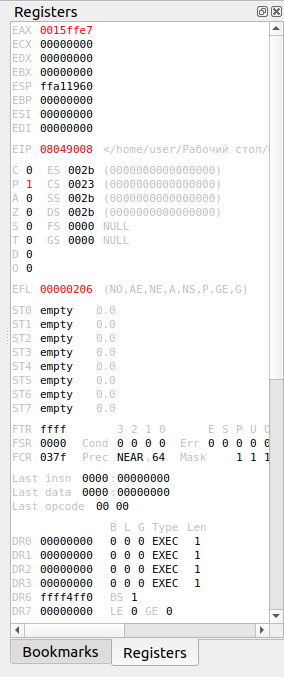 Registers
EAX 0015ffe7
ECX 00000000
EDX 00000000
EBX 00000000
ESP ffa11960
EBP 00000000
ESI 00000000
EDI 00000000
EIP 08049008 </home/user/Рабочий стол/
C 0 ES 002b (0000000000000000)
P 1 CS 0023 (0000000000000000)
A 0 SS 002b (0000000000000000)
Z 0 DS 002b (0000000000000000)
S 0 FS 0000 NULL
T 0 GS 0000 NULL
D 0
O 0
EFL 00000206 (NO,AE,NE,A,NS,P,GE,G)
ST0 empty 0.0
ST1 empty 0.0
ST2 empty 0.0
ST3 empty 0.0
ST4 empty 0.0
ST5 empty 0.0
ST6 empty 0.0
ST7 empty 0.0
FTR ffff 3 2 1 0 E S P U O
FSR 0000 Cond 0 0 0 0 Err 0 0 0 0 0
FCR 037f Prec NEAR,64 Mask 1 1 1
Last insn 0000:00000000
Last data 0000:00000000
Last opcode 00 00
B L G Type Len
DR0 00000000 0 0 0 EXEC 1
DR1 00000000 0 0 0 EXEC 1
DR2 00000000 0 0 0 EXEC 1
DR3 00000000 0 0 0 EXEC 1
DR6 ffff4ff0 BS 1
DR7 00000000 LE 0 GE 0
Bookmarks
Registers